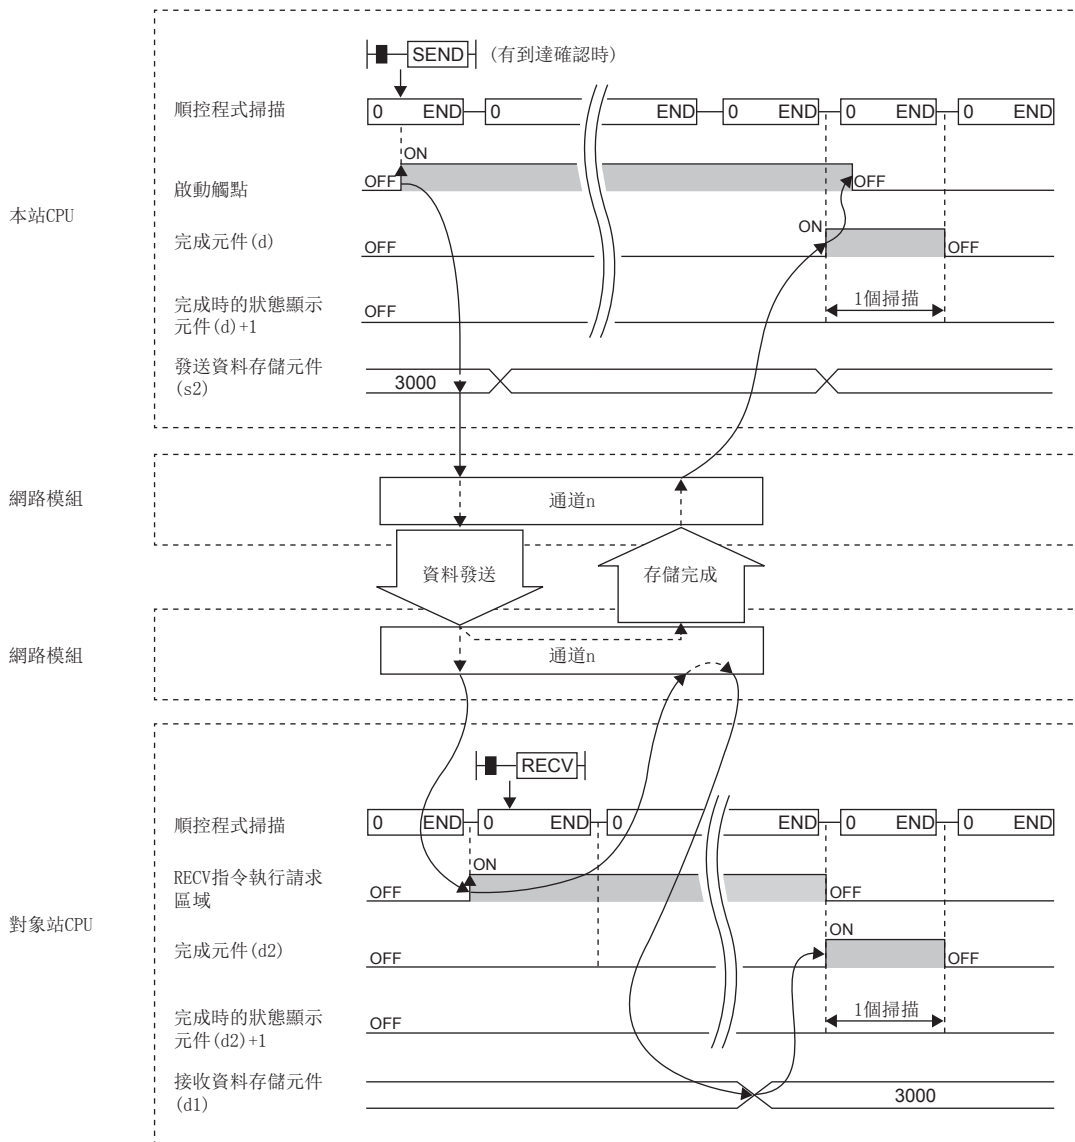 SEND (有到達確認時)
順控程式掃描
0 END 0 END 0 END 0 END 0 END
ON
啟動觸點
OFF
OFF
本站CPU
完成元件(d)
OFF
ON
OFF
完成時的狀態顯示
元件(d)+1
OFF
1個掃描
發送資料存儲元件
(s2)
3000
網路模組
通道n
資料發送
存儲完成
網路模組
通道n
RECV
順控程式掃描
0 END 0 END 0 END 0 END 0 END
ON
RECV指令執行請求
區域
OFF
OFF
對象站CPU
完成元件(d2)
OFF
ON
OFF
完成時的狀態顯示
元件(d2)+1
OFF
1個掃描
接收資料存儲元件
(d1)
3000